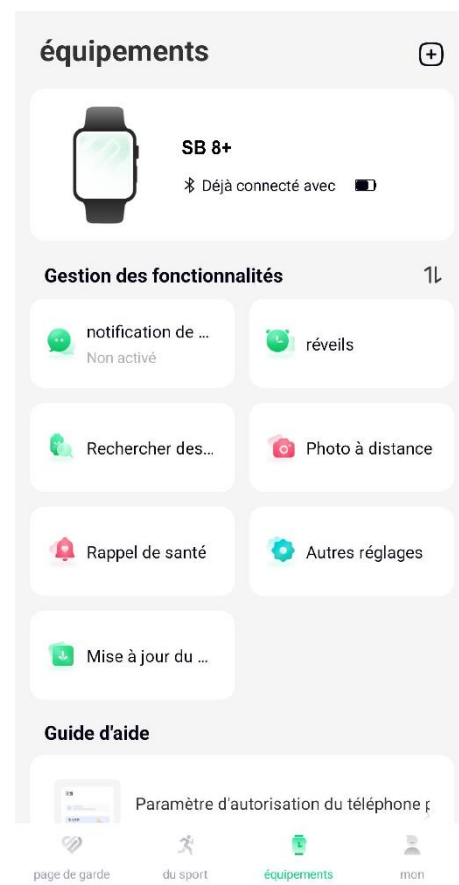 équipements
SB 8+
Déjà connecté avec
Gestion des fonctionnalités
notification de ...
Non activé
réveils
Rechercher des...
Photo à distance
Rappel de santé
Autres réglages
Mise à jour du ...
Guide d'aide
Paramètre d'autorisation du téléphone p
page de garde
du sport
équipements
mon